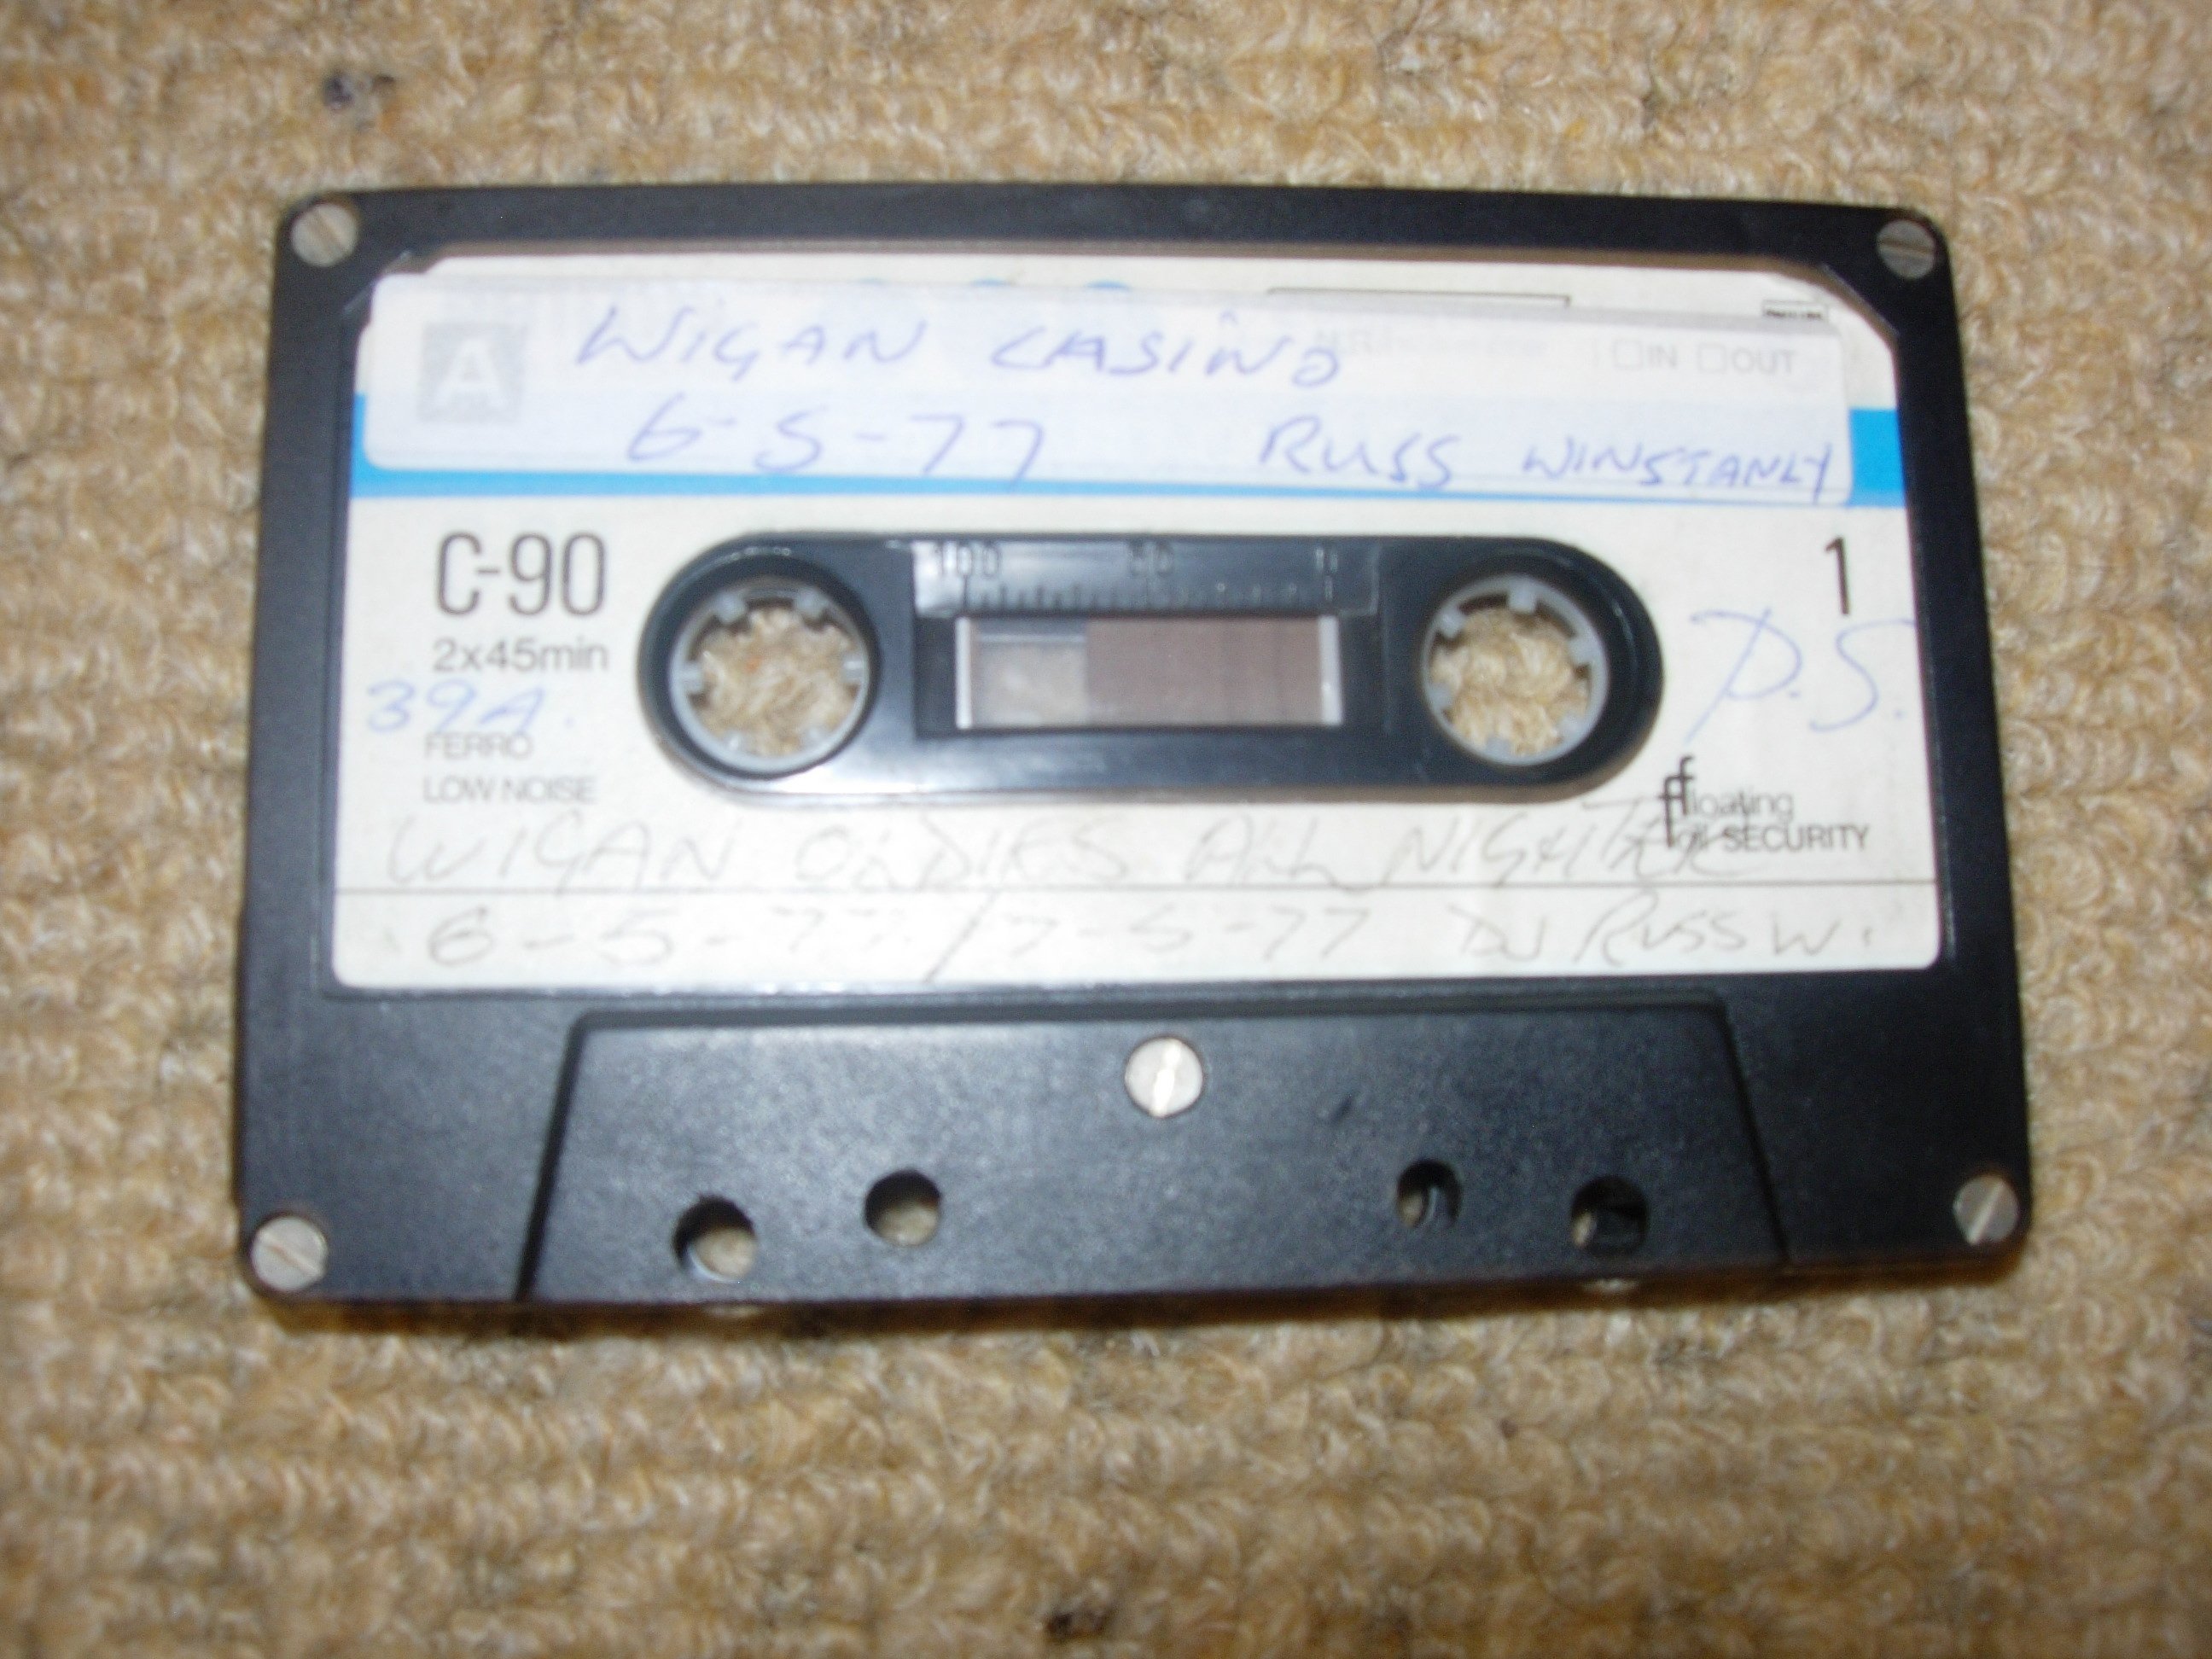 A WIGAN CASINO IN OUT
6-5-77 RUSS WINSTANLY
C-90 1
2x45min
39A. P.S.
FERRO
LOW NOISE
floating
foil SECURITY
WIGAN OLDIES ALL NIGHTER
6-5-77/7-5-77 DJ RUSS W.